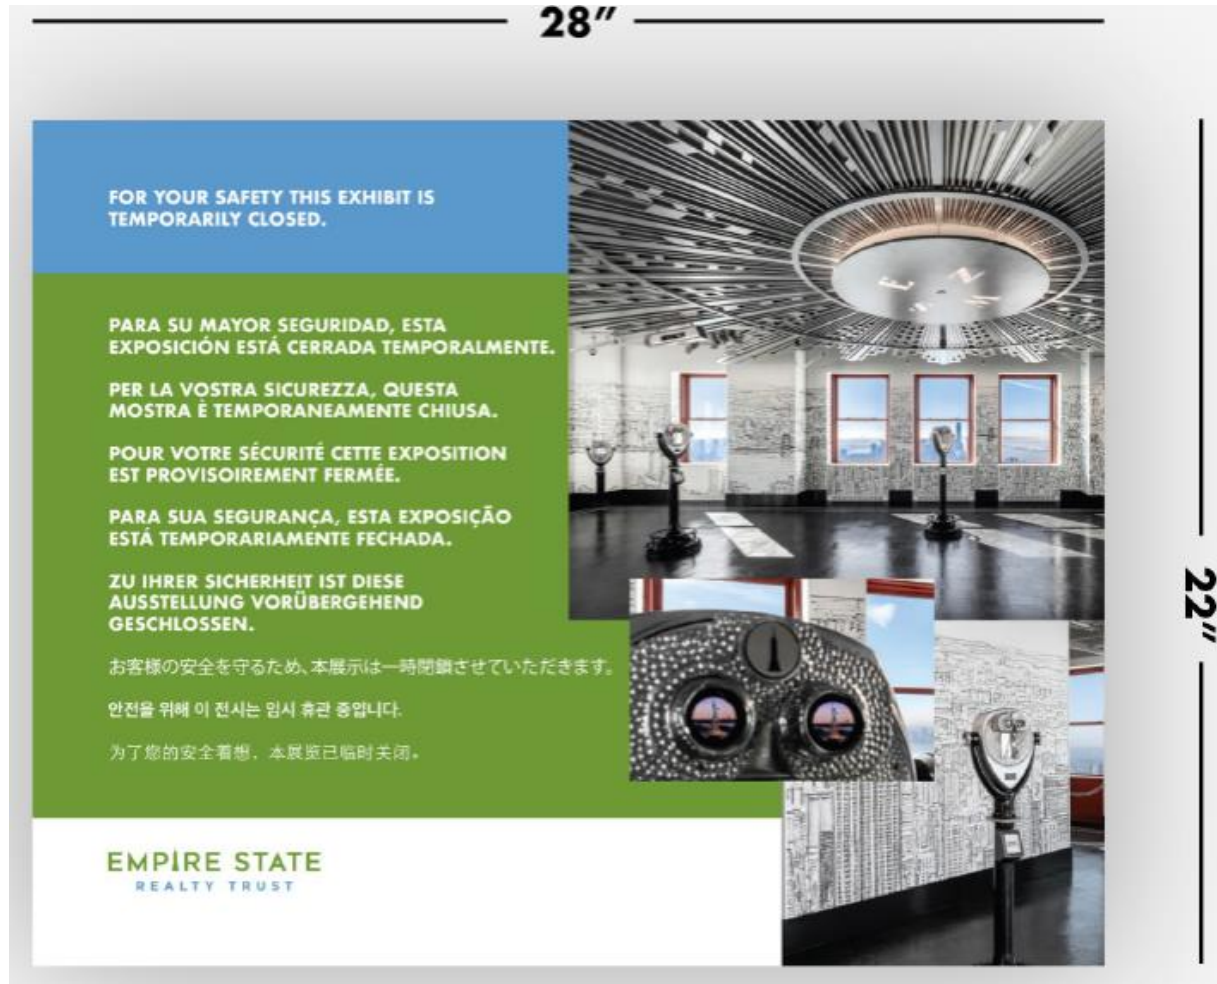 28"
FOR YOUR SAFETY THIS EXHIBIT IS
TEMPORARILY CLOSED.
PARA SU MAYOR SEGURIDAD, ESTA
EXPOSICIÓN ESTÁ CERRADA TEMPORALMENTE.
PER LA VOSTRA SICUREZZA, QUESTA
MOSTRA È TEMPORANEAMENTE CHIUSA.
POUR VOTRE SÉCURITÉ CETTE EXPOSITION
EST PROVISOIREMENT FERMÉE.
PARA SUA SEGURANÇA, ESTA EXPOSIÇÃO
ESTÁ TEMPORARIAMENTE FECHADA.
ZU IHRER SICHERHEIT IST DIESE
AUSSTELLUNG VORÜBERGEHEND
GESCHLOSSEN.
お客様の安全を守るため、本展示は一時閉鎖させていただきます。
안전을 위해 이 전시는 임시 휴관 중입니다.
为了您的安全着想，本展览已临时关闭。
EMPIRE STATE
REALTY TRUST
22"